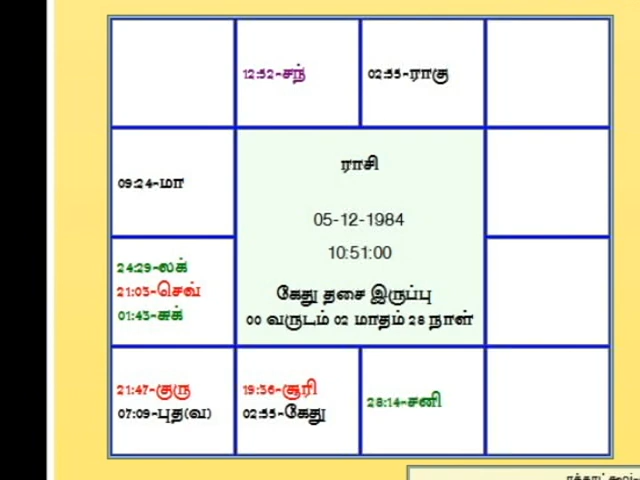 12:52-சந்
02:55-ராகு
09:24-மா
ராசி
05-12-1984
10:51:00
கேது தசை இருப்பு
00 வருடம் 02 மாதம் 28 நாள்
24:29-லக்
21:03-செவ்
01:43-சுக்
21:47-குரு
07:09-புத(வ)
19:36-சூரி
02:55-கேது
28:14-சனி